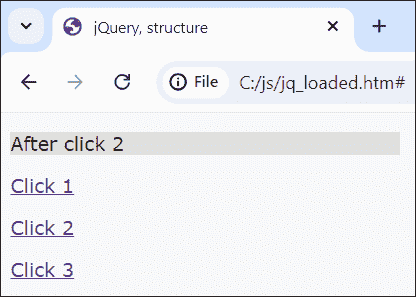 jQuery, structure
File C:/js/jq_loaded.htm#
After click 2
Click 1
Click 2
Click 3